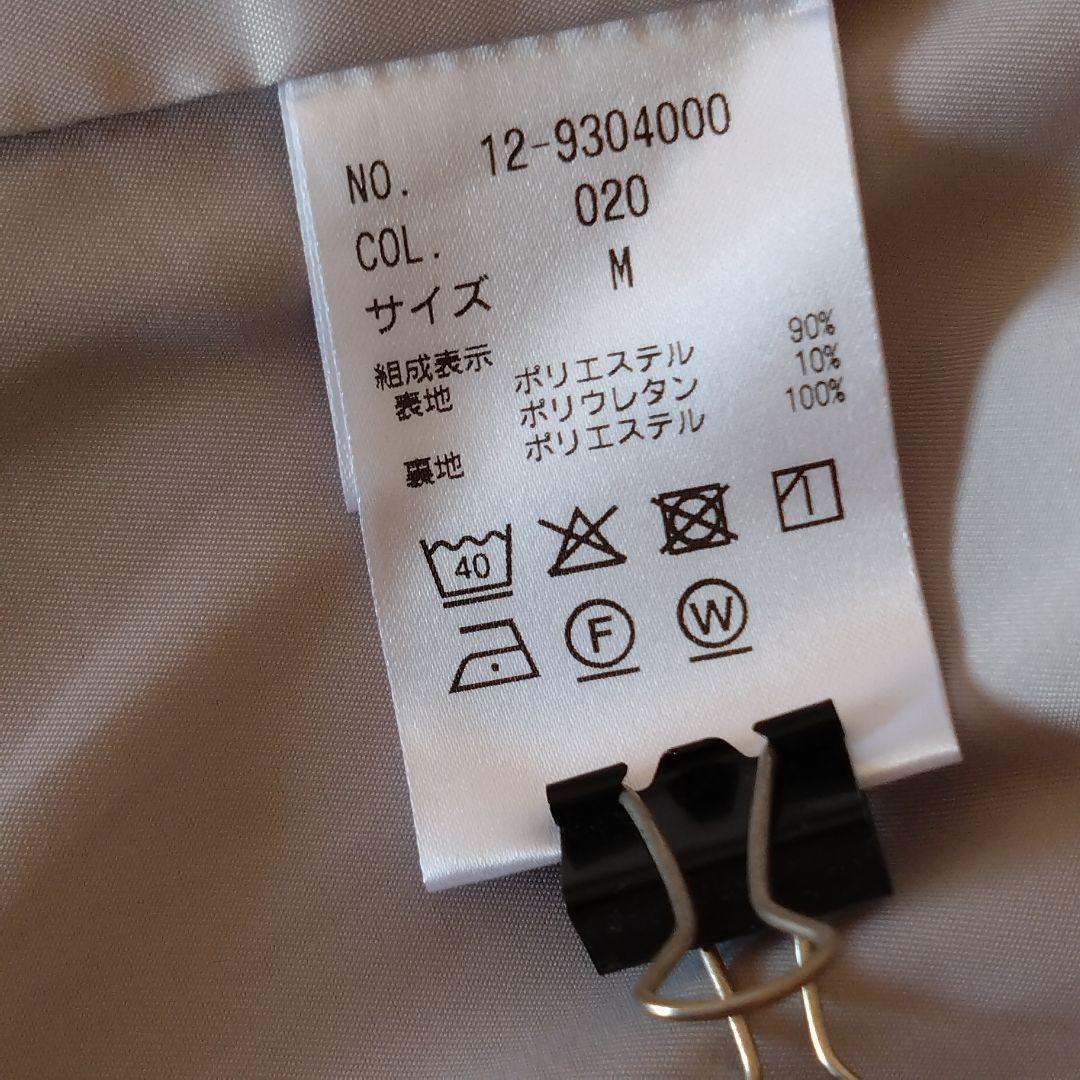 NO. 12-9304000
COL. 020
サイズ M
組成表示
表地 ポリエステル 90%
ポリウレタン 10%
裏地 ポリエステル 100%
40
F W